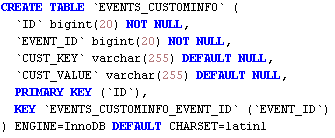 CREATE TABLE `EVENTS_CUSTOMINFO` (
  `ID` bigint(20) NOT NULL,
  `EVENT_ID` bigint(20) NOT NULL,
  `CUST_KEY` varchar(255) DEFAULT NULL,
  `CUST_VALUE` varchar(255) DEFAULT NULL,
  PRIMARY KEY (`ID`),
  KEY `EVENTS_CUSTOMINFO_EVENT_ID` (`EVENT_ID`)
) ENGINE=InnoDB DEFAULT CHARSET=latin1